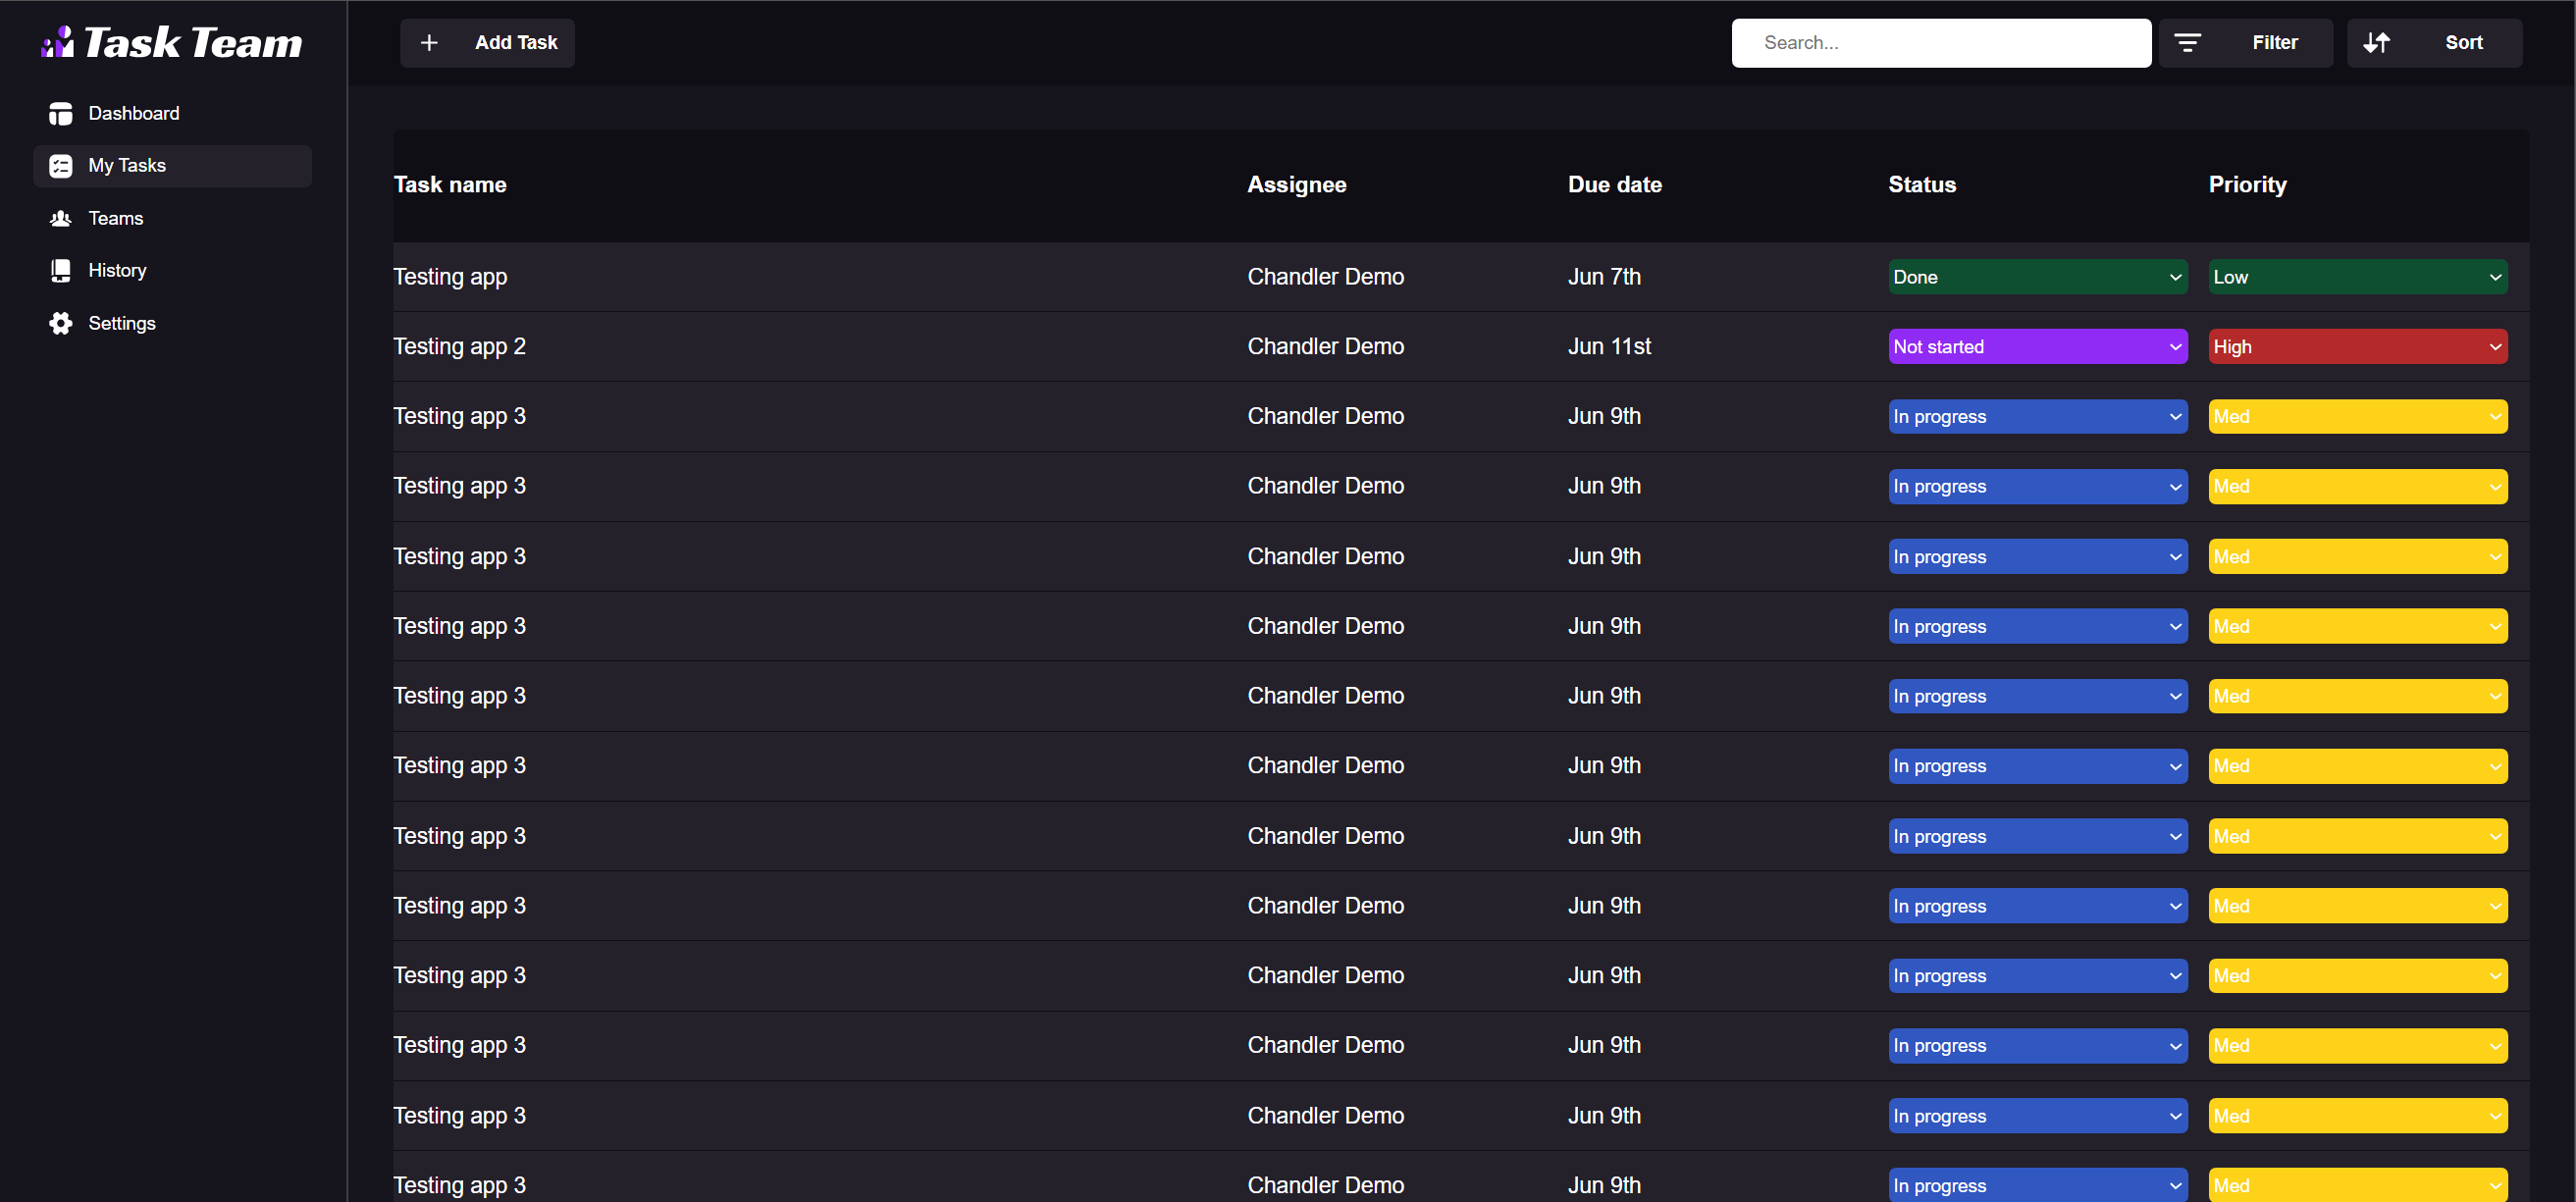 Task Team
Add Task
Search...
Filter
Sort
Dashboard
My Tasks
Teams
History
Settings
Task name Assignee Due date Status Priority
Testing app Chandler Demo Jun 7th Done Low
Testing app 2 Chandler Demo Jun 11st Not started High
Testing app 3 Chandler Demo Jun 9th In progress Med
Testing app 3 Chandler Demo Jun 9th In progress Med
Testing app 3 Chandler Demo Jun 9th In progress Med
Testing app 3 Chandler Demo Jun 9th In progress Med
Testing app 3 Chandler Demo Jun 9th In progress Med
Testing app 3 Chandler Demo Jun 9th In progress Med
Testing app 3 Chandler Demo Jun 9th In progress Med
Testing app 3 Chandler Demo Jun 9th In progress Med
Testing app 3 Chandler Demo Jun 9th In progress Med
Testing app 3 Chandler Demo Jun 9th In progress Med
Testing app 3 Chandler Demo Jun 9th In progress Med
Testing app 3 Chandler Demo Jun 9th In progress Med